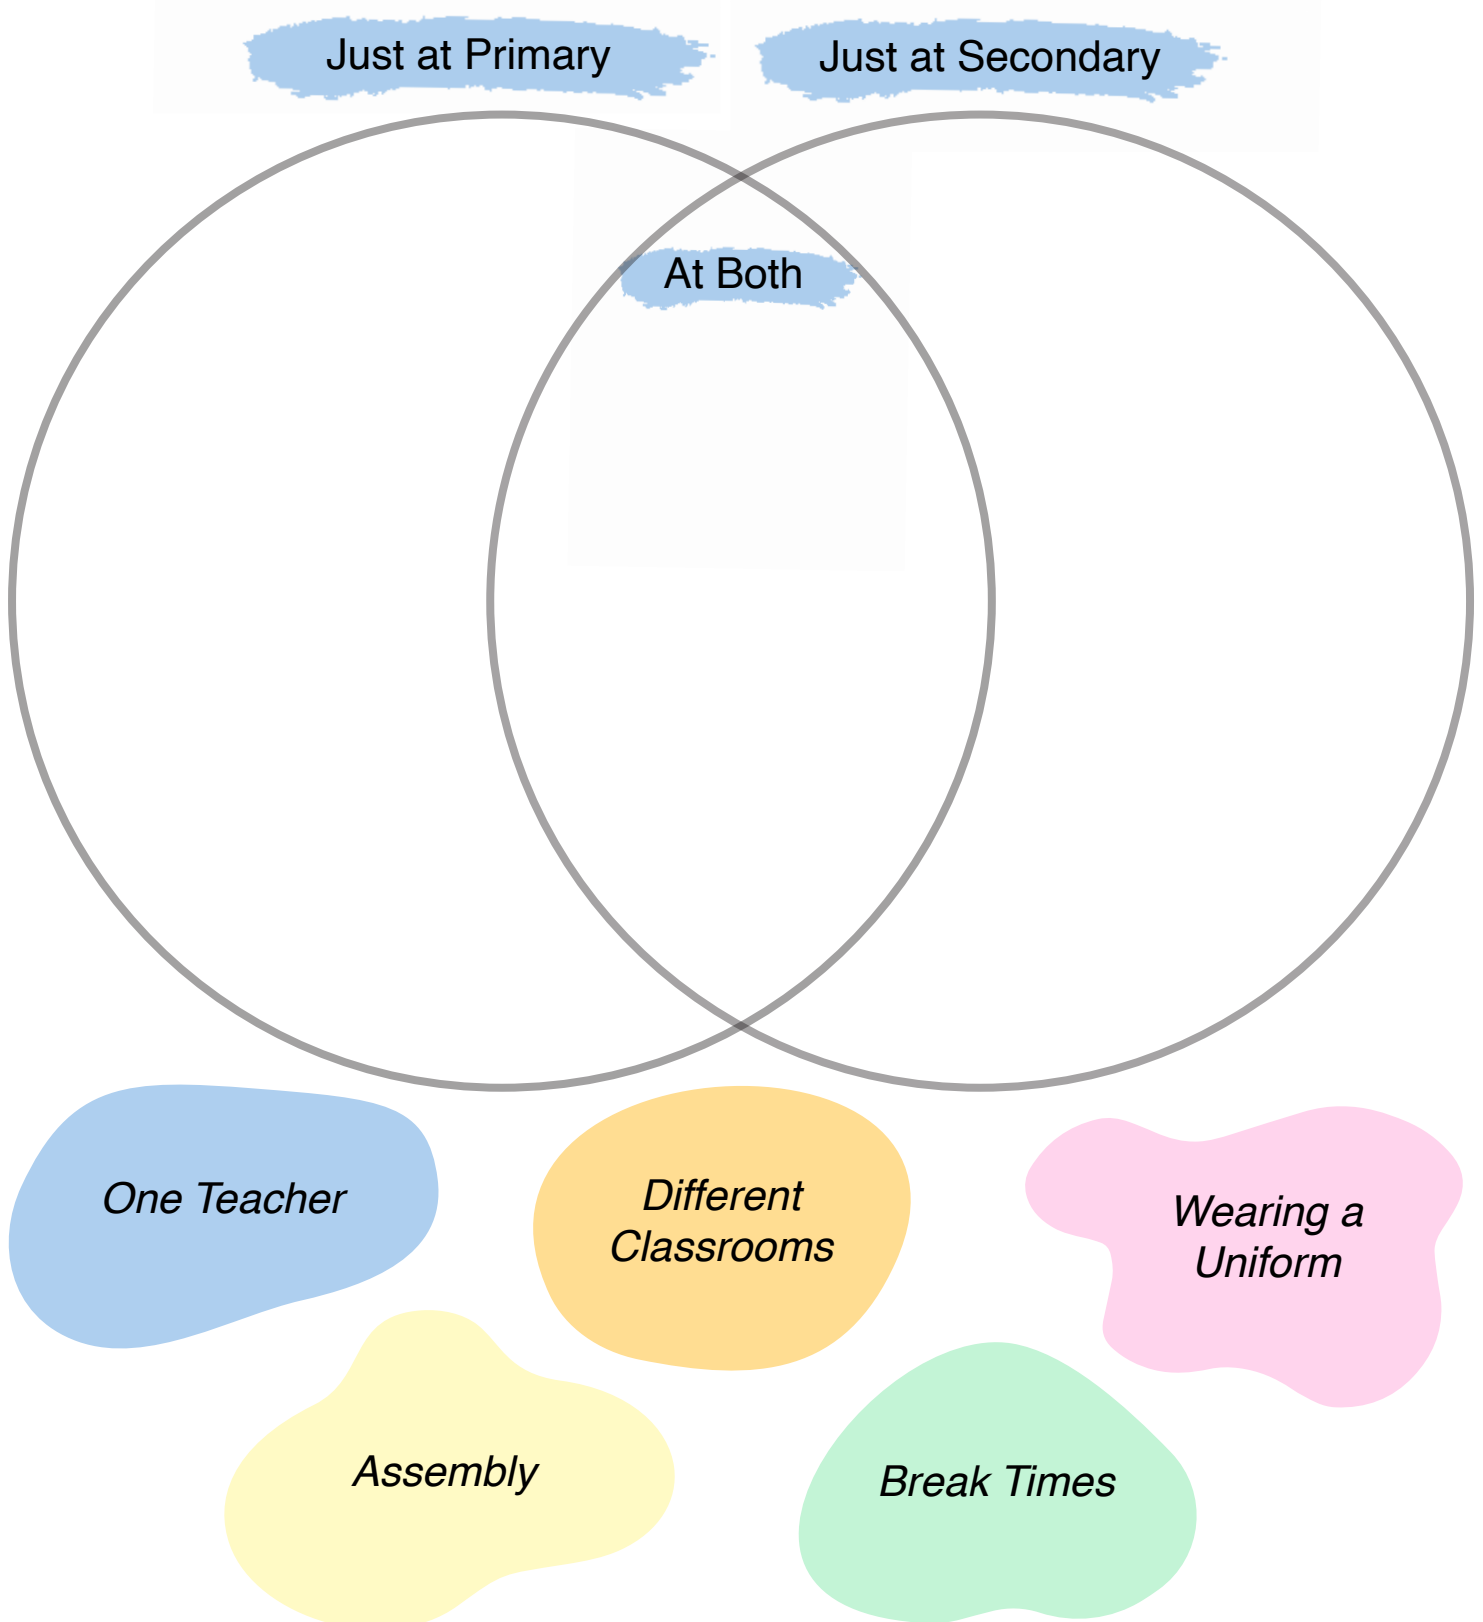 Just at Primary
Just at Secondary
At Both
One Teacher
Different
Classrooms
Wearing a
Uniform
Assembly
Break Times